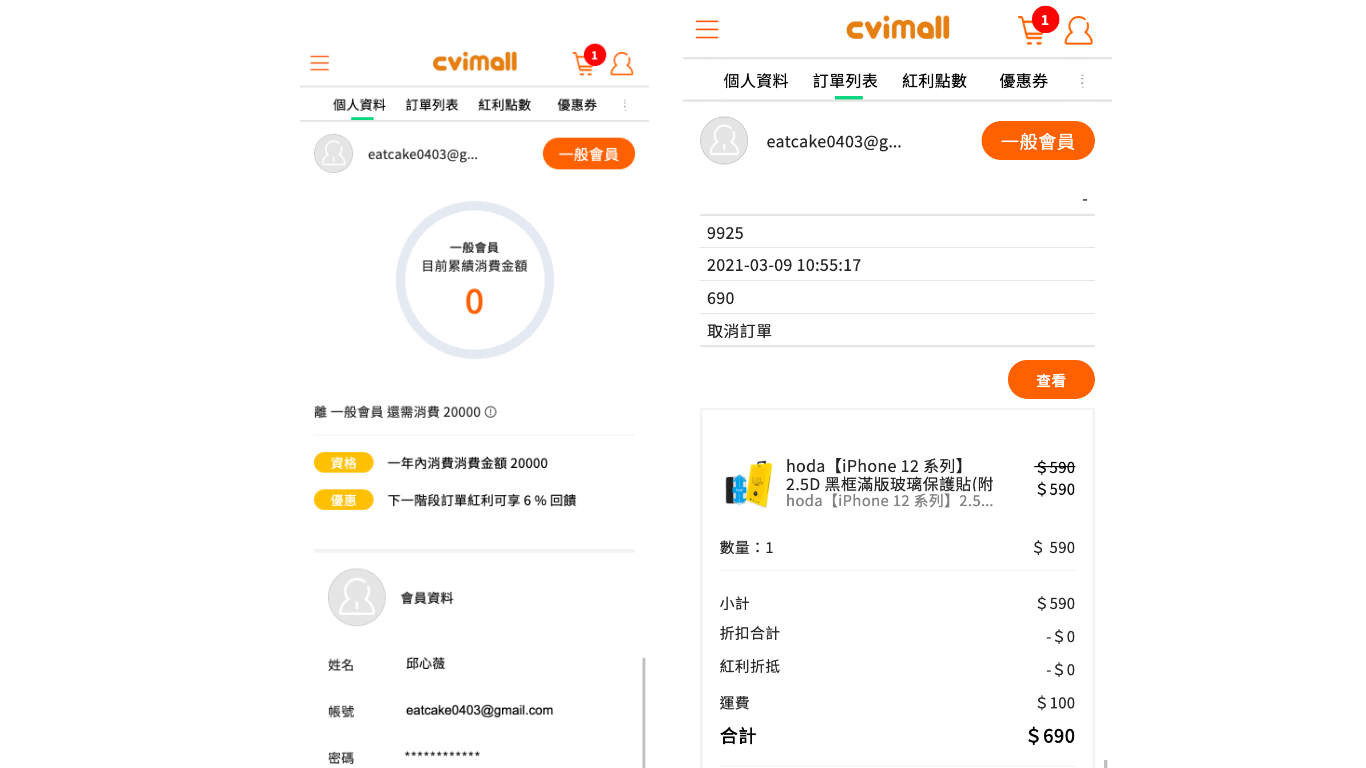 cvimall
1
個人資料 訂單列表 紅利點數 優惠券
eatcake0403@g...
一般會員
一般會員
目前累績消費金額
0
離 一般會員 還需消費 20000
資格 一年內消費消費金額 20000
優惠 下一階段訂單紅利可享 6 % 回饋
會員資料
姓名 邱心薇
帳號 eatcake0403@gmail.com
密碼 ************
cvimall
1
個人資料 訂單列表 紅利點數 優惠券
eatcake0403@g...
一般會員
-
9925
2021-03-09 10:55:17
690
取消訂單
查看
hoda【iPhone 12 系列】 $590
2.5D 黑框滿版玻璃保護貼(附 $590
hoda【iPhone 12 系列】2.5...
數量：1 $ 590
小計 $590
折扣合計 -$0
紅利折抵 -$0
運費 $100
合計 $690